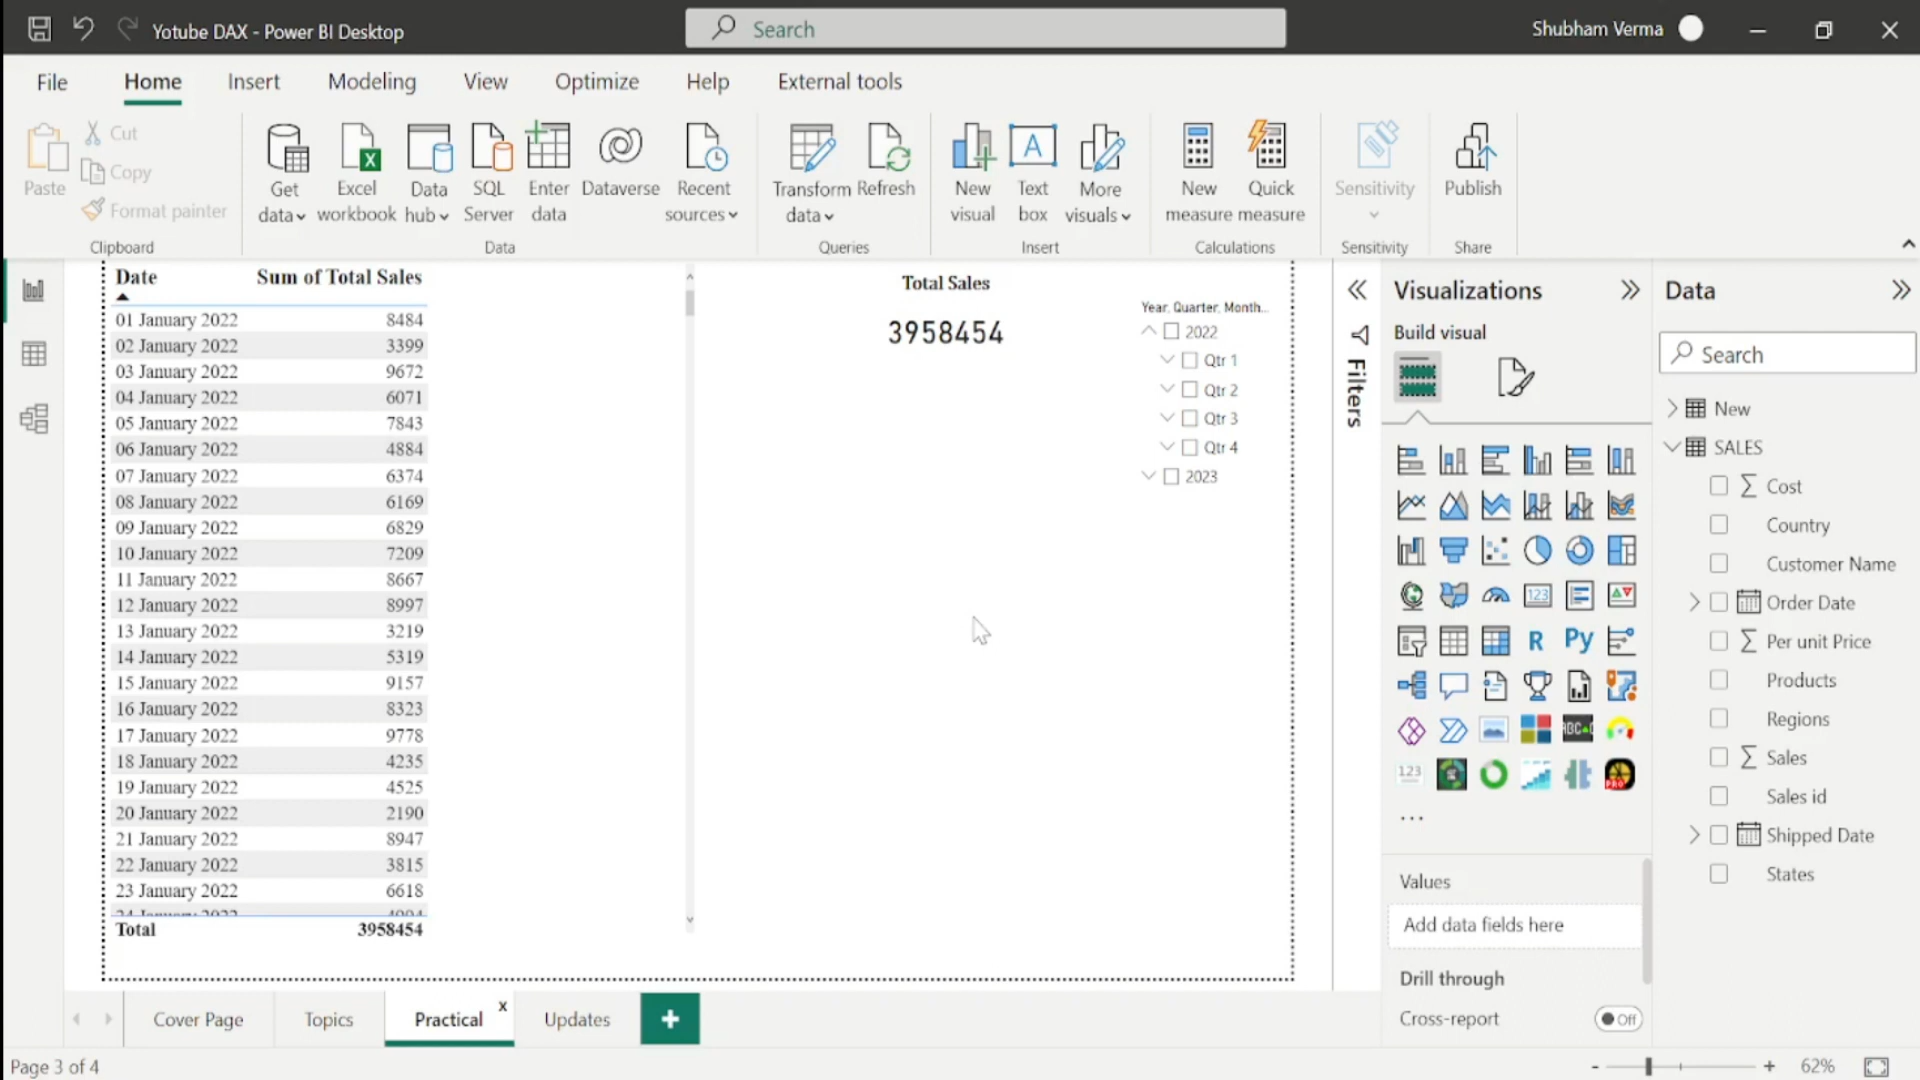 Yotube DAX - Power BI Desktop
Search
Shubham Verma
File Home Insert Modeling View Optimize Help External tools
Paste
Cut
Copy
Format painter
Clipboard
Get data
Excel workbook
Data hub
SQL Server
Enter data
Dataverse
Recent sources
Data
Transform data
Refresh
Queries
New visual
Text box
More visuals
Insert
New measure
Quick measure
Calculations
Sensitivity
Sensitivity
Publish
Share
Date Sum of Total Sales
01 January 2022 8484
02 January 2022 3399
03 January 2022 9672
04 January 2022 6071
05 January 2022 7843
06 January 2022 4884
07 January 2022 6374
08 January 2022 6169
09 January 2022 6829
10 January 2022 7209
11 January 2022 8667
12 January 2022 8997
13 January 2022 3219
14 January 2022 5319
15 January 2022 9157
16 January 2022 8323
17 January 2022 9778
18 January 2022 4235
19 January 2022 4525
20 January 2022 2190
21 January 2022 8947
22 January 2022 3815
23 January 2022 6618
Total 3958454
Total Sales
3958454
Year, Quarter, Month...
2022
Qtr 1
Qtr 2
Qtr 3
Qtr 4
2023
Filters
Visualizations
Build visual
R
Py
123
123
PRO
...
Values
Add data fields here
Drill through
Cross-report Off
Data
Search
New
SALES
Cost
Country
Customer Name
Order Date
Per unit Price
Products
Regions
Sales
Sales id
Shipped Date
States
Cover Page Topics Practical x Updates +
Page 3 of 4
- + 62%